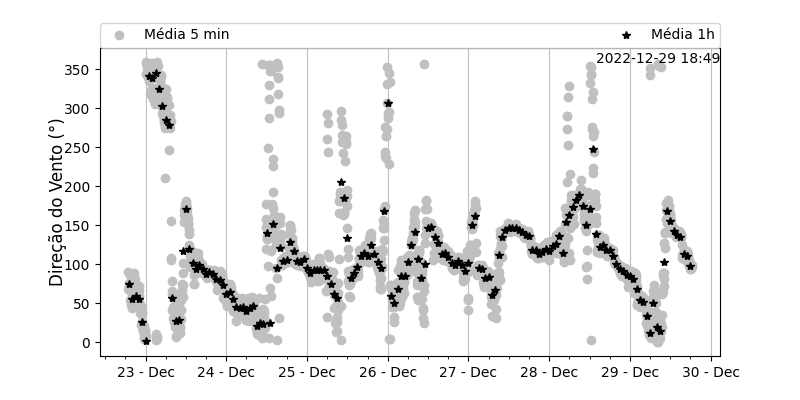 Média 5 min
Média 1h
2022-12-29 18:49
Direção do Vento (°)
350
300
250
200
150
100
50
0
23 - Dec
24 - Dec
25 - Dec
26 - Dec
27 - Dec
28 - Dec
29 - Dec
30 - Dec